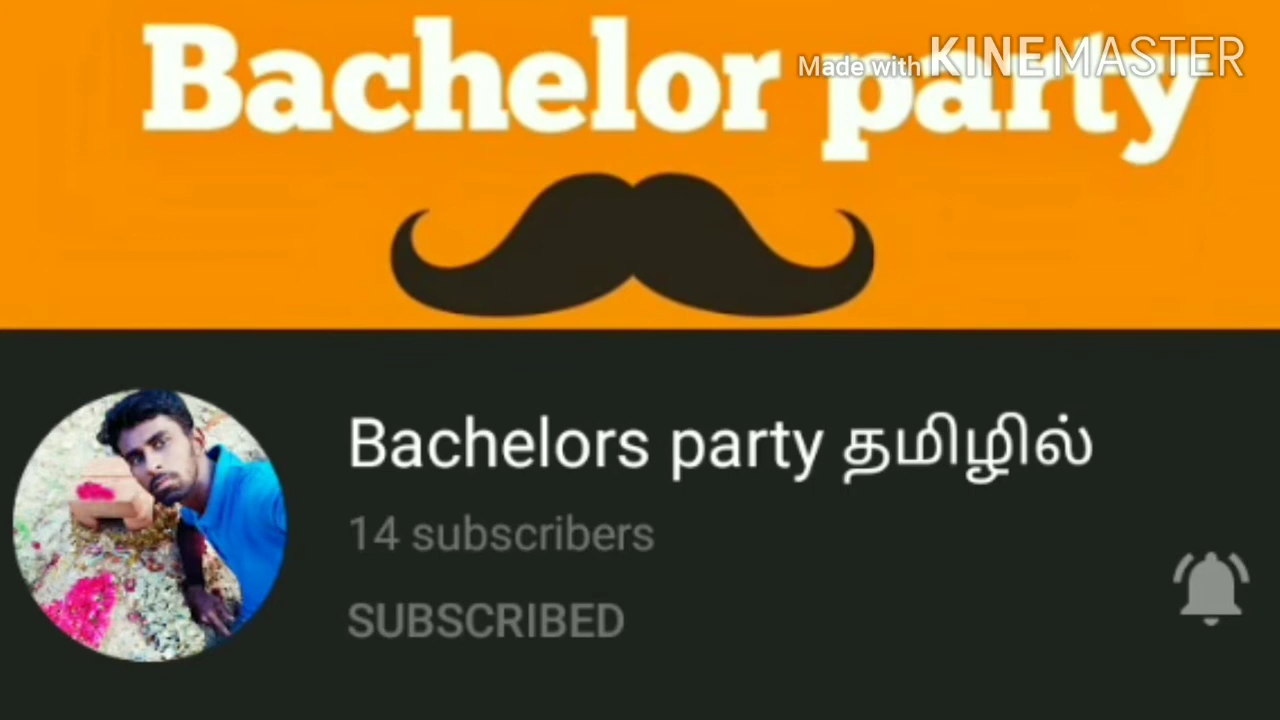 Bachelor party
Made with KINEMASTER
Bachelors party தமிழில்
14 subscribers
SUBSCRIBED